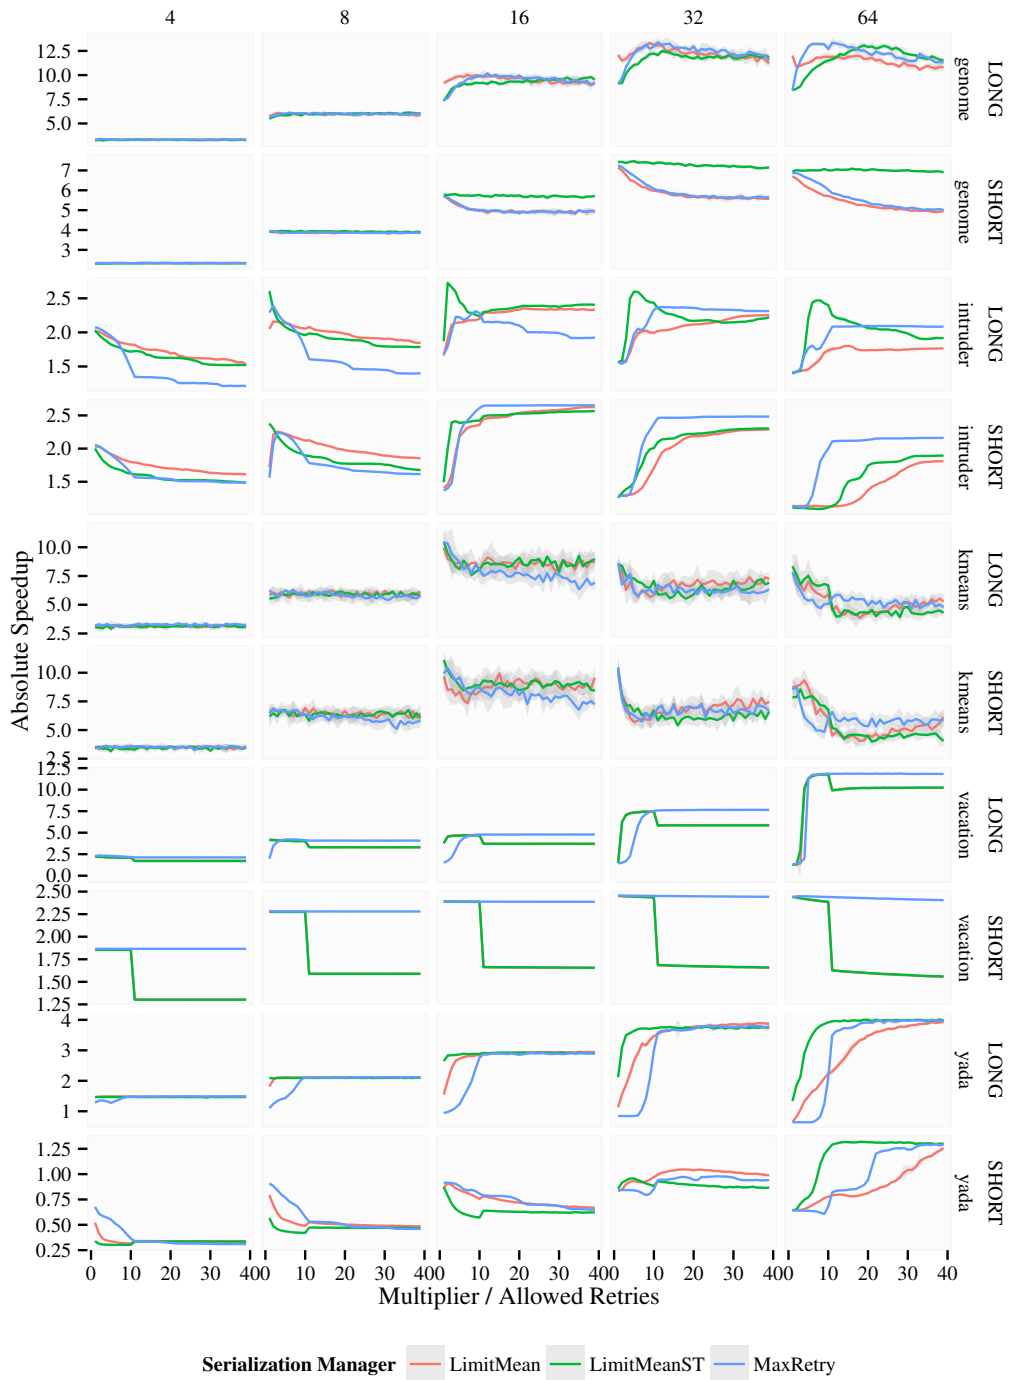 4 8 16 32 64
12.5
10.0
7.5
5.0
LONG
genome
7
6
5
4
3
SHORT
genome
2.5
2.0
1.5
LONG
intruder
2.5
2.0
1.5
SHORT
intruder
10.0
7.5
5.0
2.5
LONG
kmeans
Absolute Speedup
10.0
7.5
5.0
2.5
SHORT
kmeans
12.5
10.0
7.5
5.0
2.5
0.0
LONG
vacation
2.50
2.25
2.00
1.75
1.50
1.25
SHORT
vacation
4
3
2
1
LONG
yada
1.25
1.00
0.75
0.50
0.25
SHORT
yada
0 10 20 30 40 0 10 20 30 40 0 10 20 30 40 0 10 20 30 40 0 10 20 30 40
Multiplier / Allowed Retries
Serialization Manager LimitMean LimitMeanST MaxRetry